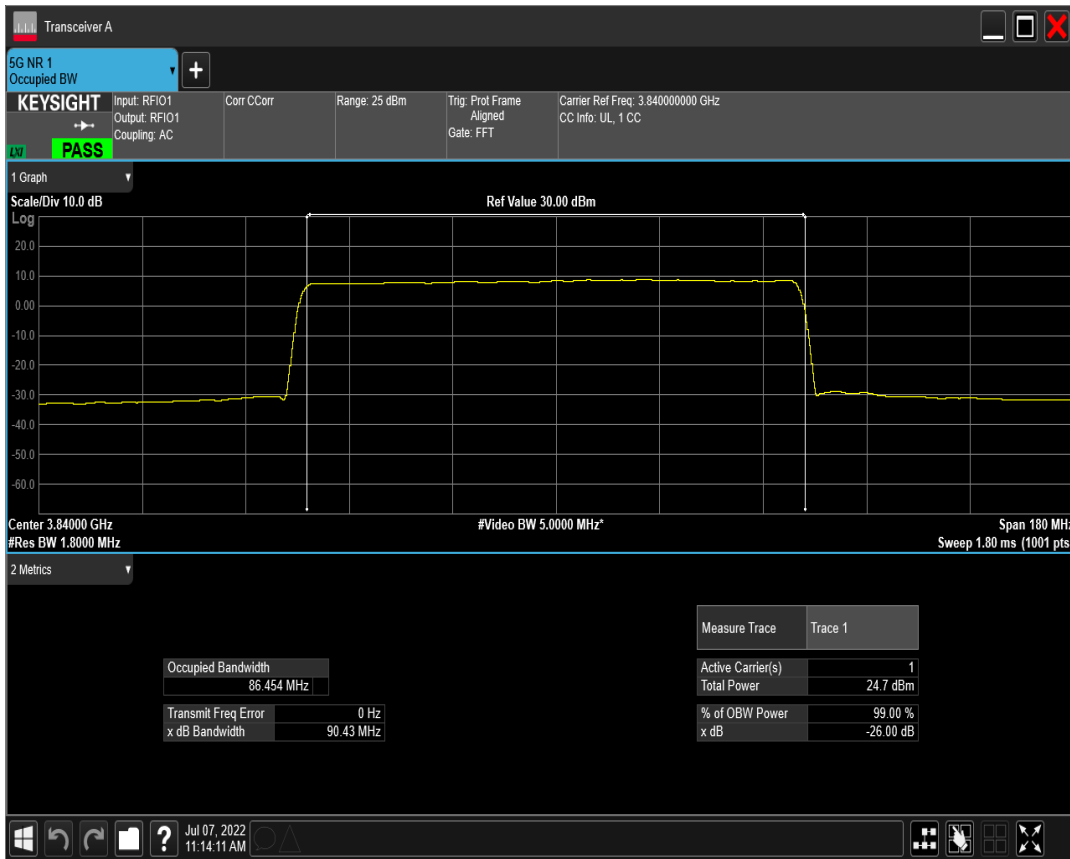 Transceiver A
5G NR 1
Occupied BW
KEYSIGHT
LXI
PASS
Input: RFIO1
Output: RFIO1
Coupling: AC
Corr CCorr
Range: 25 dBm
Trig: Prot Frame
Aligned
Gate: FFT
Carrier Ref Freq: 3.840000000 GHz
CC Info: UL, 1 CC
1 Graph
Scale/Div 10.0 dB
Ref Value 30.00 dBm
Log
20.0
10.0
0.00
-10.0
-20.0
-30.0
-40.0
-50.0
-60.0
Center 3.84000 GHz
#Video BW 5.0000 MHz*
Span 180 MHz
#Res BW 1.8000 MHz
Sweep 1.80 ms (1001 pts
2 Metrics
Measure Trace Trace 1
Occupied Bandwidth
86.454 MHz
Active Carrier(s) 1
Total Power 24.7 dBm
Transmit Freq Error 0 Hz
x dB Bandwidth 90.43 MHz
% of OBW Power 99.00 %
x dB -26.00 dB
?
Jul 07, 2022
11:14:11 AM